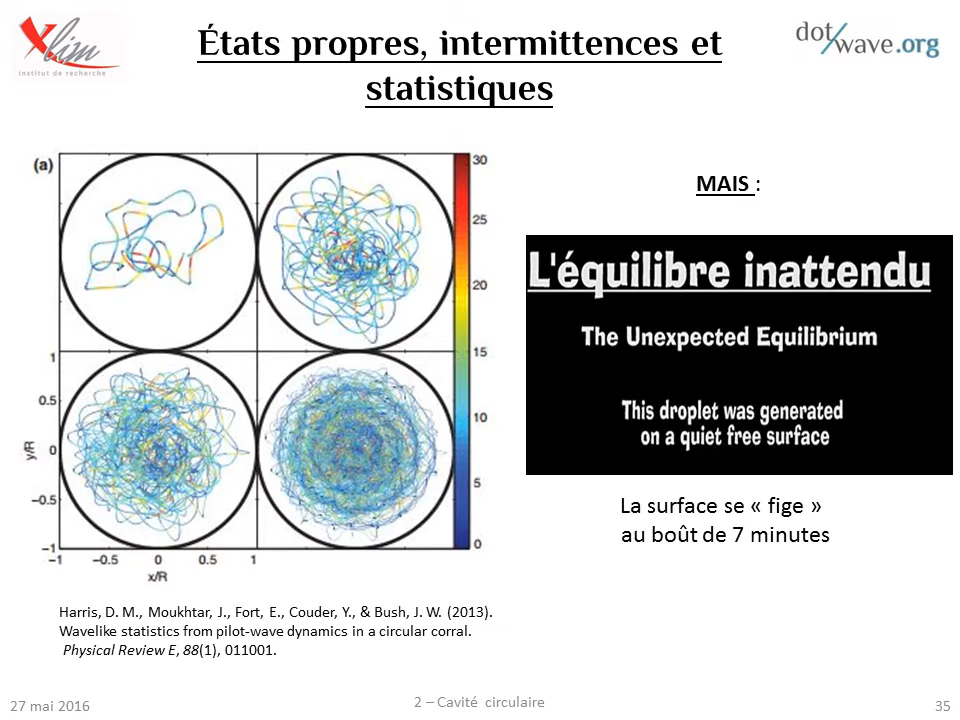 Xlim
institut de recherche
États propres, intermittences et
statistiques
dot/wave.org
(a)
30
25
20
15
10
5
0
1
0.5
0
−0.5
−1
y/R
−1 −0.5 0 0.5 1
x/R
MAIS :
L'équilibre inattendu
The Unexpected Equilibrium
This droplet was generated
on a quiet free surface
La surface se « fige »
au boût de 7 minutes
Harris, D. M., Moukhtar, J., Fort, E., Couder, Y., & Bush, J. W. (2013).
Wavelike statistics from pilot-wave dynamics in a circular corral.
Physical Review E, 88(1), 011001.
27 mai 2016
2 – Cavité circulaire
35